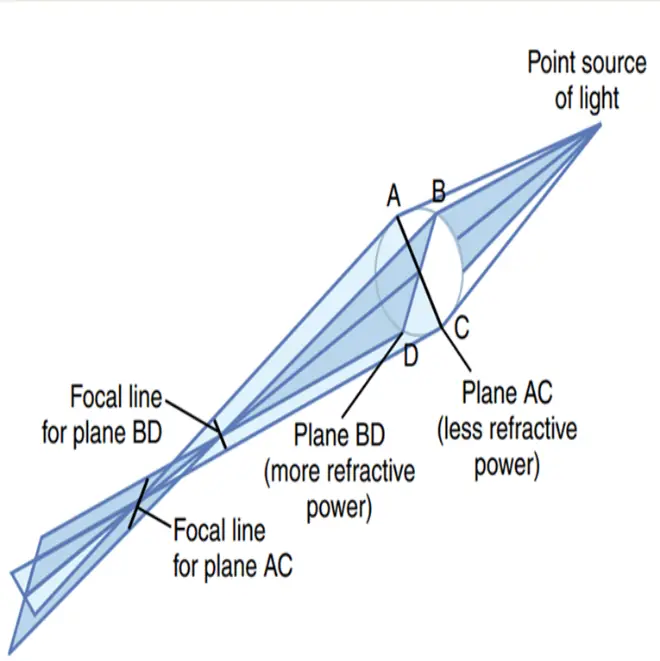 Point source
of light
A
B
C
D
Plane AC
(less refractive
power)
Plane BD
(more refractive
power)
Focal line
for plane BD
Focal line
for plane AC